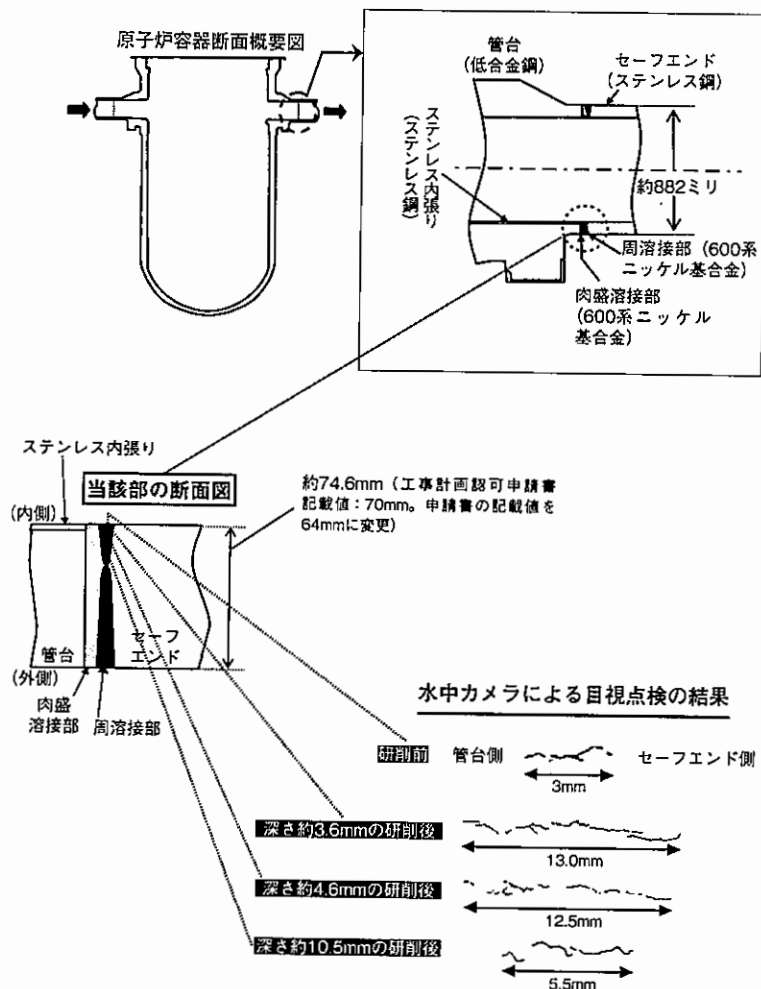 原子炉容器断面概要図
管台
(低合金鋼)
セーフエンド
(ステンレス鋼)
ステンレス内張り
(ステンレス鋼)
約882ミリ
周溶接部(600系
ニッケル基合金)
肉盛溶接部
(600系ニッケル
基合金)
ステンレス内張り
当該部の断面図
約74.6mm(工事計画認可申請書
記載値:70mm。申請書の記載値を
64mmに変更)
(内側)
管台
セーフ
エンド
(外側)
肉盛
溶接部
周溶接部
水中カメラによる目視点検の結果
研削前
管台側
セーフエンド側
3mm
深さ約3.6mmの研削後
13.0mm
深さ約4.6mmの研削後
12.5mm
深さ約10.5mmの研削後
5.5mm